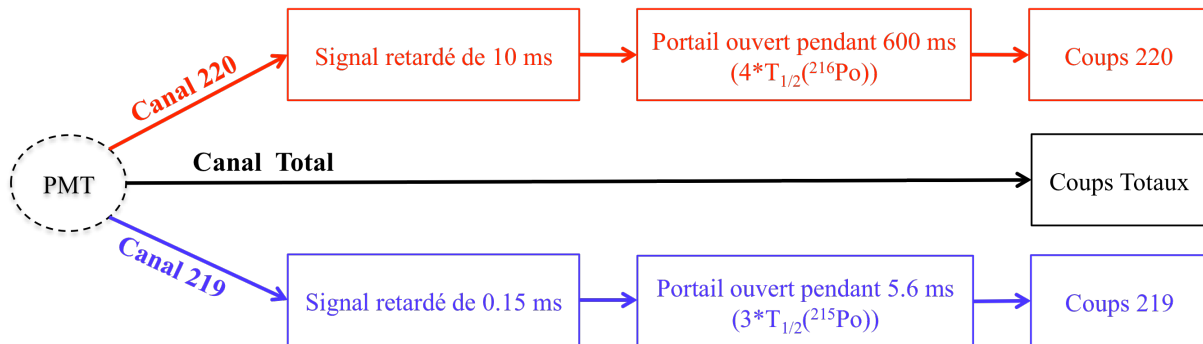 Canal 220
Signal retardé de 10 ms
Portail ouvert pendant 600 ms
(4*T1/2(216Po))
Coups 220
PMT
Canal Total
Coups Totaux
Canal 219
Signal retardé de 0.15 ms
Portail ouvert pendant 5.6 ms
(3*T1/2(215Po))
Coups 219